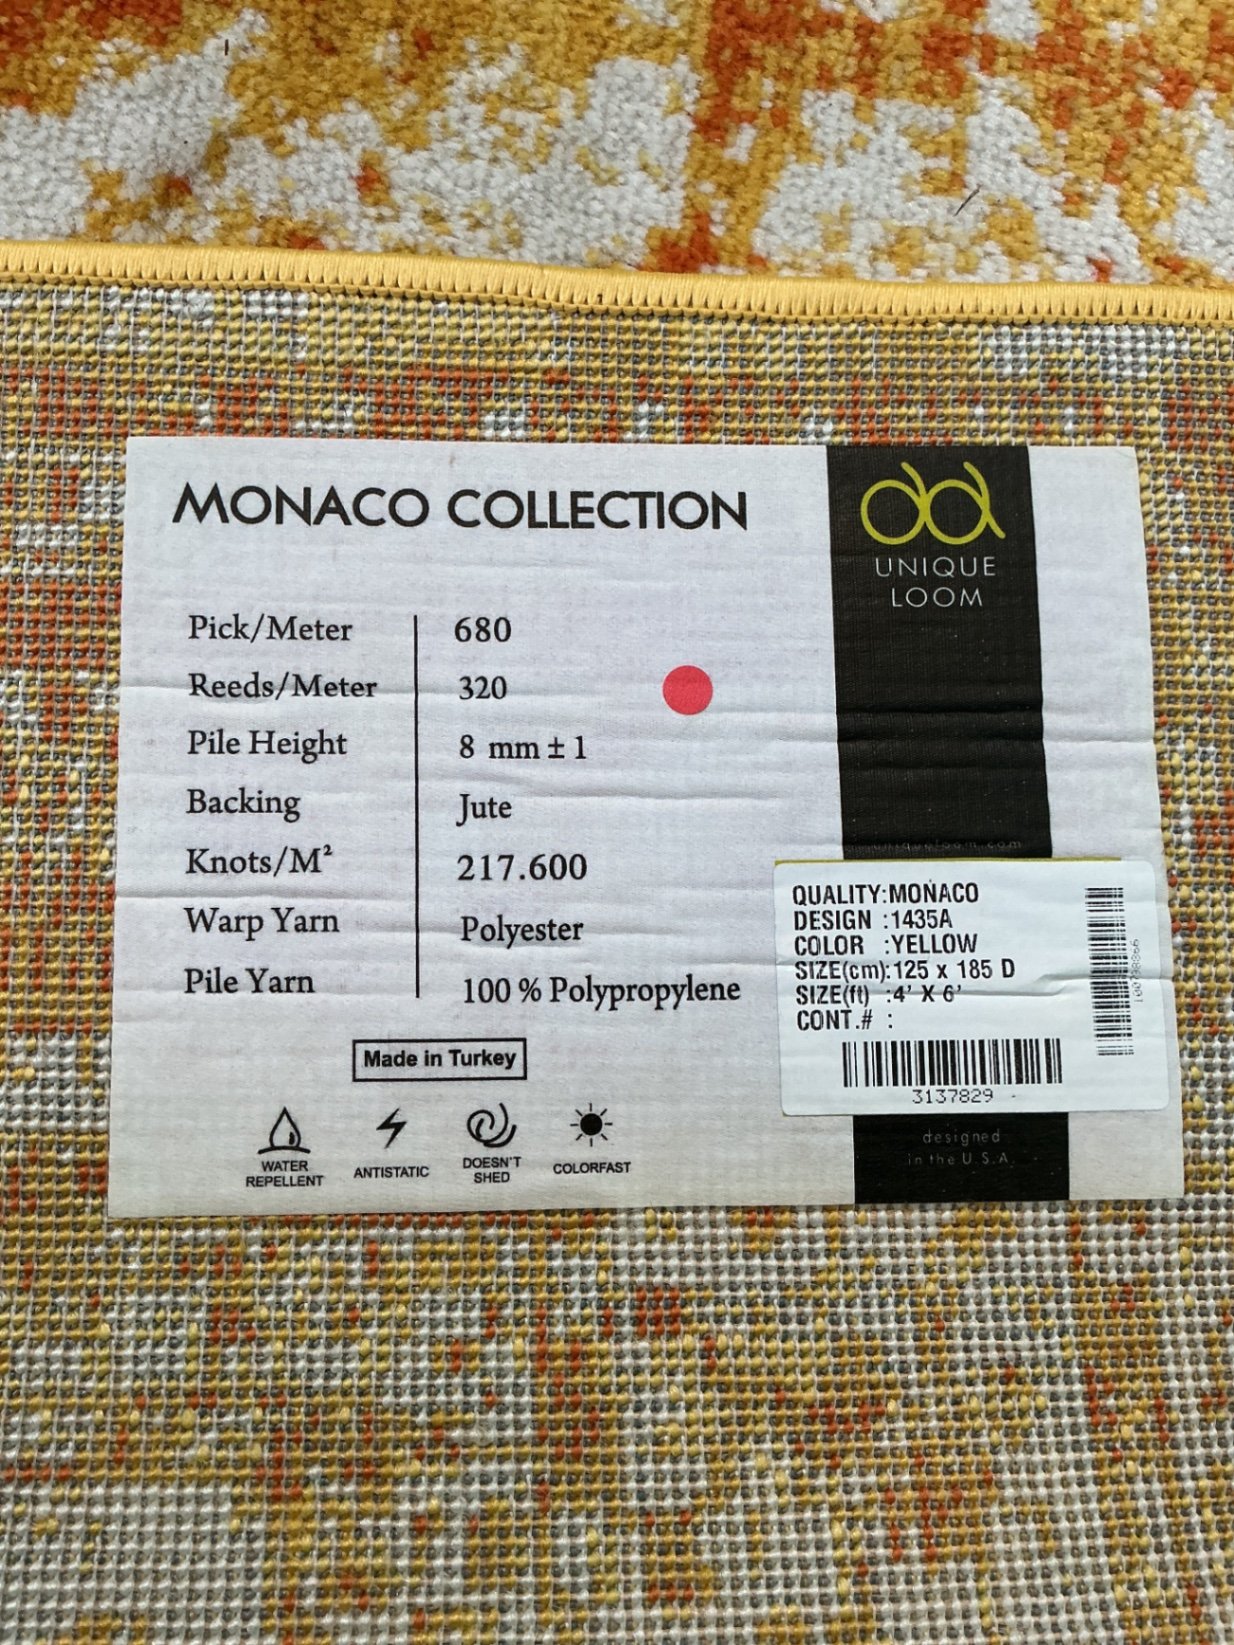 MONACO COLLECTION
UNIQUE
LOOM
Pick/Meter 680
Reeds/Meter 320
Pile Height 8 mm ± 1
Backing Jute
Knots/M² 217.600
Warp Yarn Polyester
Pile Yarn 100 % Polypropylene
Made in Turkey
WATER
REPELLENT
ANTISTATIC
DOESN'T
SHED
COLORFAST
QUALITY:MONACO
DESIGN :1435A
COLOR :YELLOW
SIZE(cm):125 x 185 D
SIZE(ft) :4' X 6'
CONT.# :
3137829
designed
in the U.S.A